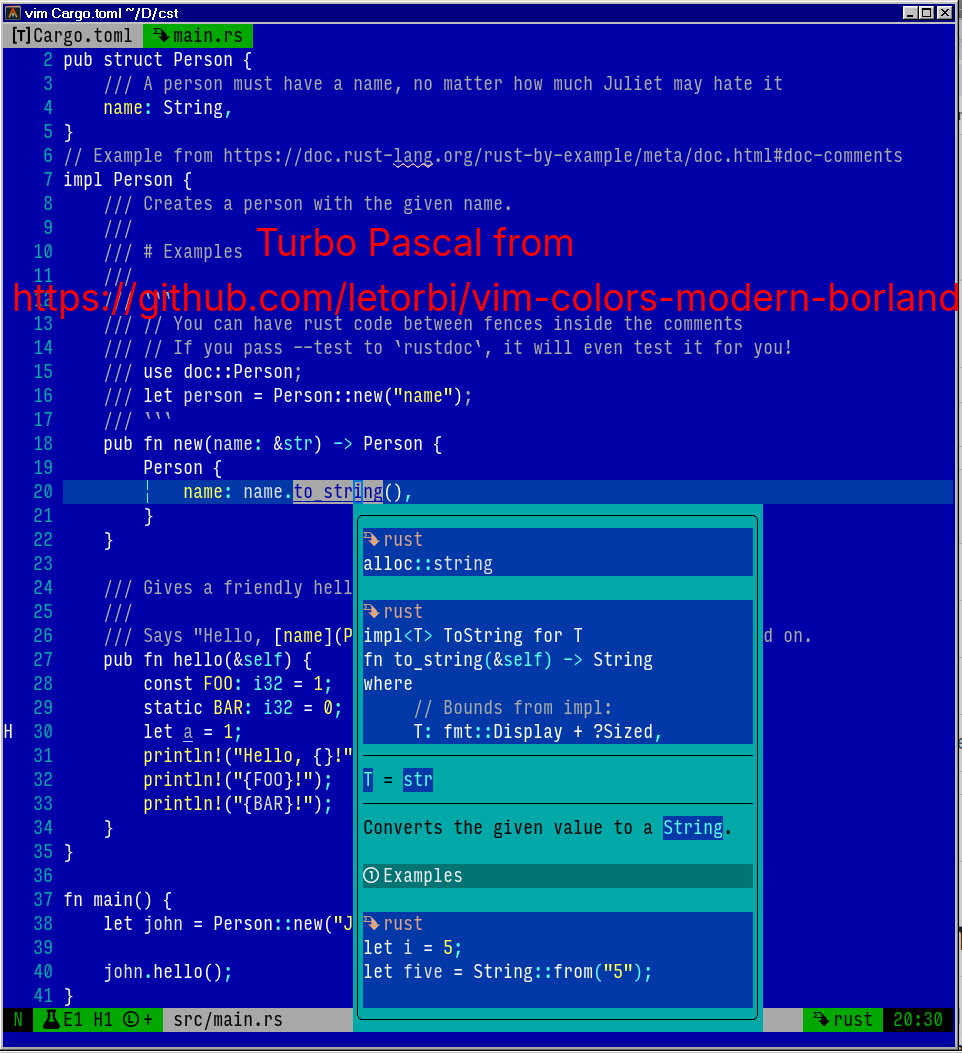 vim Cargo.toml ~/D/cst
[T]Cargo.toml main.rs
2 pub struct Person {
3 /// A person must have a name, no matter how much Juliet may hate it
4 name: String,
5 }
6 // Example from https://doc.rust-lang.org/rust-by-example/meta/doc.html#doc-comments
7 impl Person {
8 /// Creates a person with the given name.
9 ///
Turbo Pascal from
10 /// # Examples
11 ///
https://github.com/letorbi/vim-colors-modern-borland
12 /// ```
13 /// // You can have rust code between fences inside the comments
14 /// // If you pass --test to `rustdoc`, it will even test it for you!
15 /// use doc::Person;
16 /// let person = Person::new("name");
17 /// ```
18 pub fn new(name: &str) -> Person {
19 Person {
20 name: name.to_string(),
21 }
22 }
23
24 /// Gives a friendly hell
25 ///
26 /// Says "Hello, [name](P d on.
27 pub fn hello(&self) {
28 const FOO: i32 = 1;
29 static BAR: i32 = 0;
H 30 let a = 1;
31 println!("Hello, {}!"
32 println!("{FOO}!");
33 println!("{BAR}!");
34 }
35 }
36
37 fn main() {
38 let john = Person::new("J
39
40 john.hello();
41 }
rust
alloc::string
rust
impl<T> ToString for T
fn to_string(&self) -> String
where
// Bounds from impl:
T: fmt::Display + ?Sized,
T = str
Converts the given value to a String.
① Examples
rust
let i = 5;
let five = String::from("5");
N E1 H1 Ⓛ + src/main.rs rust 20:30